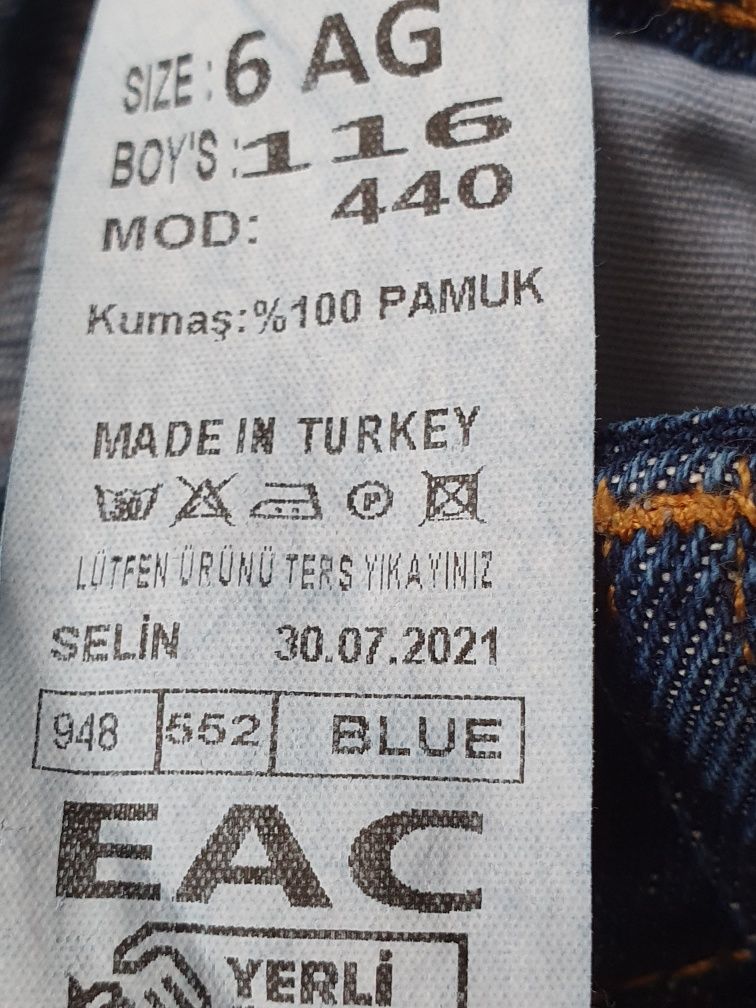 SIZE: 6 AG
BOY'S : 116
MOD: 440
Kumaş:%100 PAMUK
MADE IN TURKEY
30 P
LÜTFEN ÜRÜNÜ TERS YIKAYINIZ
SELİN 30.07.2021
948 552 BLUE
EAC
YERLİ